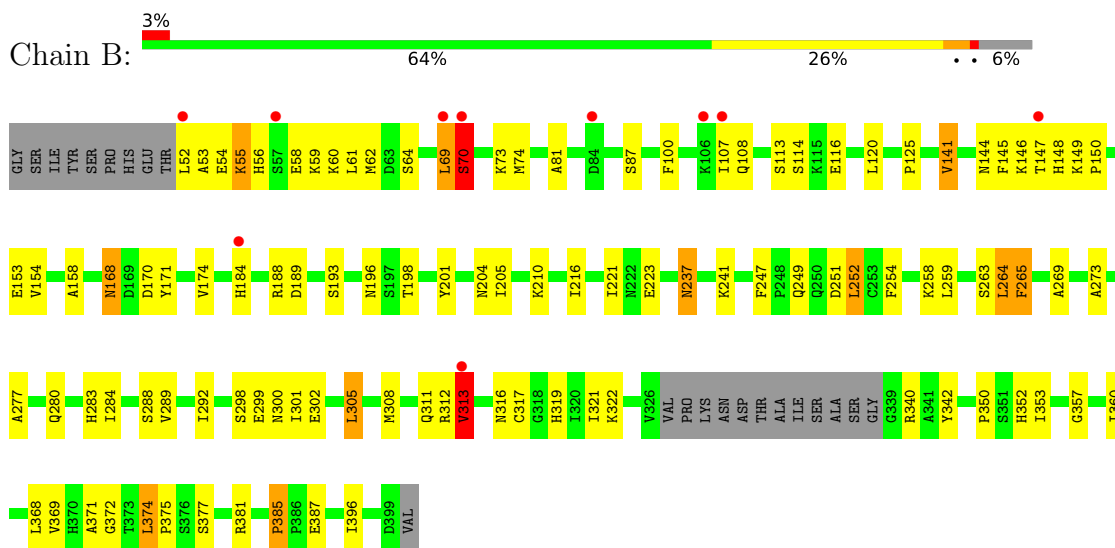 3%
Chain B:
64% 26% • • 6%
GLY SER ILE TYR SER PRO HIS GLU THR L52 A53 E54 K55 H56 S57 E58 K59 K60 L61 M62 D63 S64 L69 S70 K73 M74 A81 D84 S87 F100 K106 I107 Q108 S113 S114 K115 E116 L120 P125 V141 N144 F145 K146 T147 H148 K149 P150
E153 V154 A158 N168 D169 D170 Y171 V174 H184 R188 D189 S193 N196 S197 T198 Y201 N204 I205 K210 I216 I221 N222 E223 N237 K241 F247 P248 Q249 Q250 D251 L252 C253 F254 K258 L259 S263 L264 F265 A269 A273
A277 Q280 H283 I284 S288 V289 I292 S298 E299 N300 I301 E302 L305 M308 Q311 R312 V313 N316 C317 G318 H319 I320 I321 K322 V326 VAL PRO LYS ASN ASP THR ALA ILE SER ALA SER GLY G339 R340 A341 Y342 P350 S351 H352 I353 G357 I360
L368 V369 H370 A371 G372 T373 L374 P375 S376 S377 R381 P385 P386 E387 I396 D399 VAL